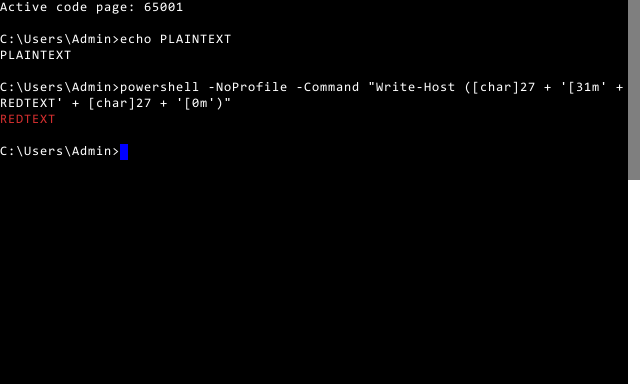 Active code page: 65001
C:\Users\Admin>echo PLAINTEXT
PLAINTEXT
C:\Users\Admin>powershell -NoProfile -Command "Write-Host ([char]27 + '[31m' +
REDTEXT' + [char]27 + '[0m')"
REDTEXT
C:\Users\Admin>